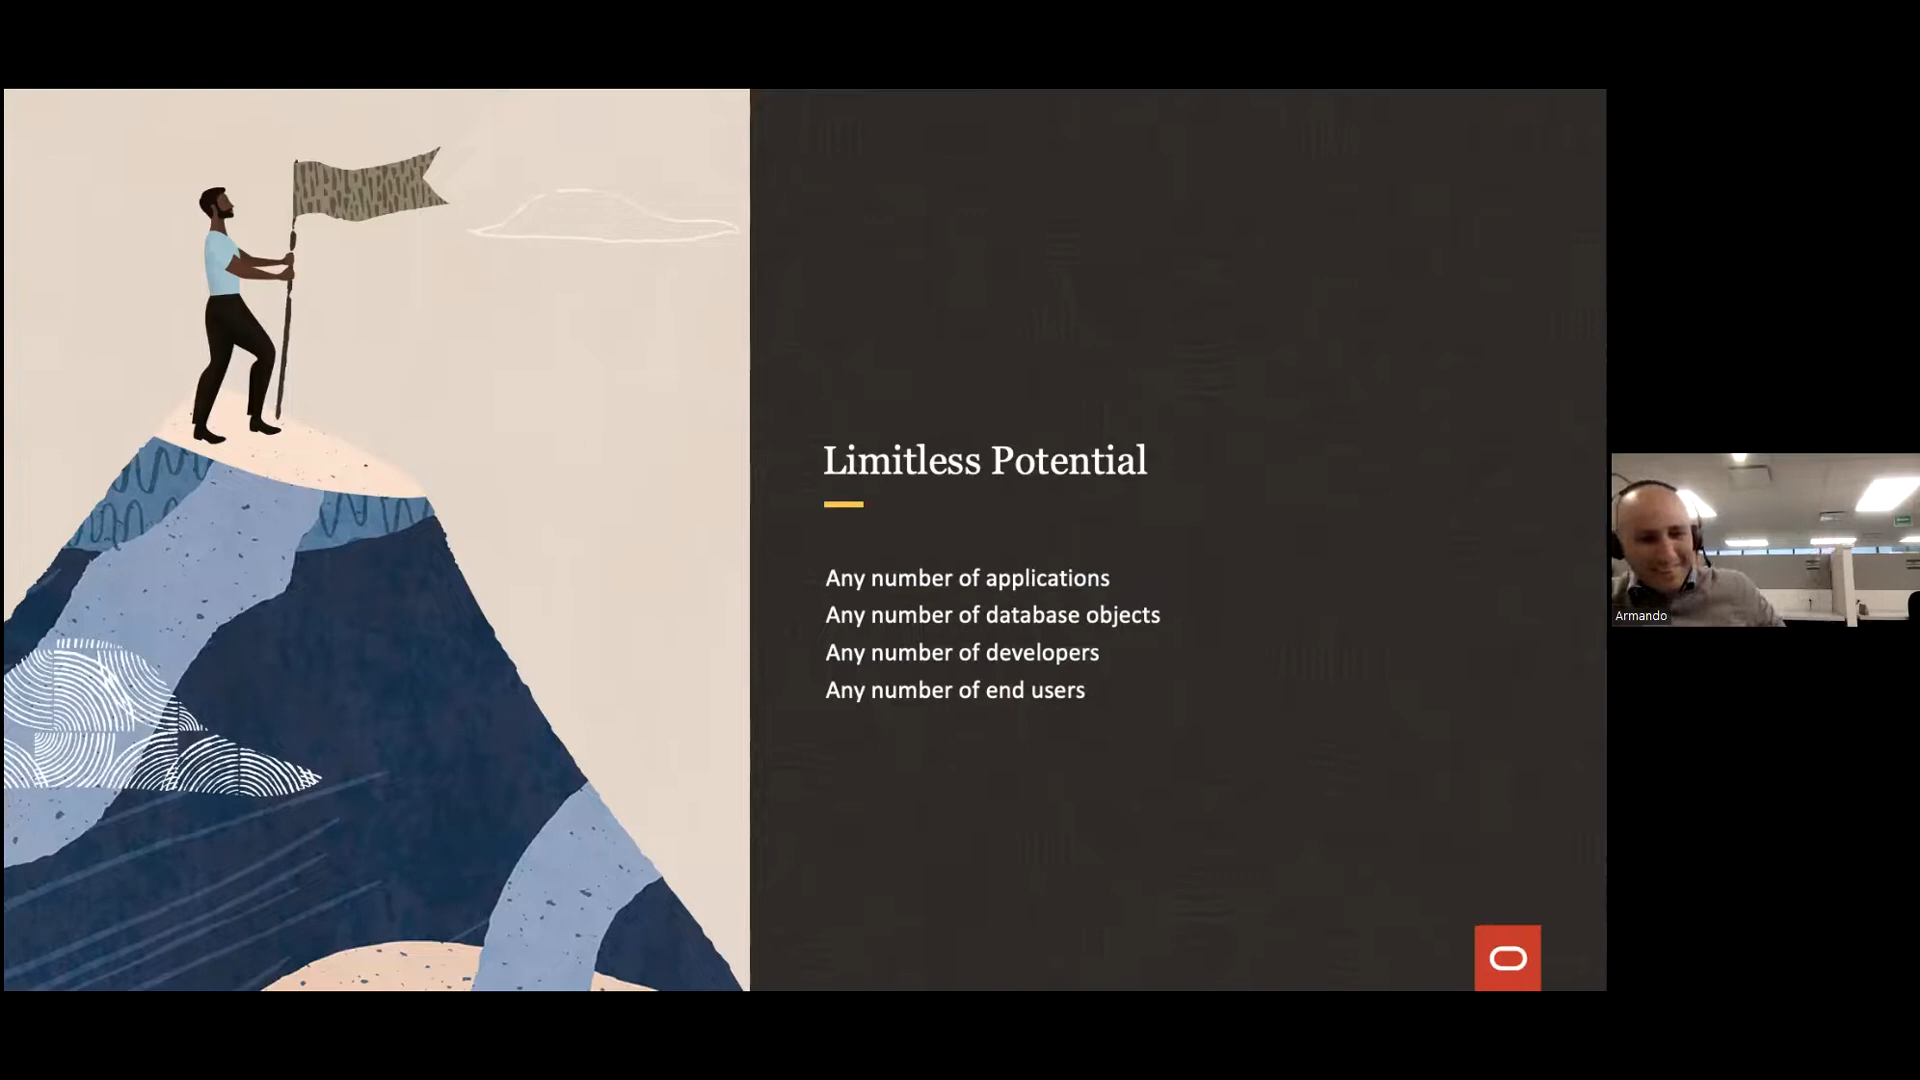 Limitless Potential
Any number of applications
Any number of database objects
Any number of developers
Any number of end users
Armando